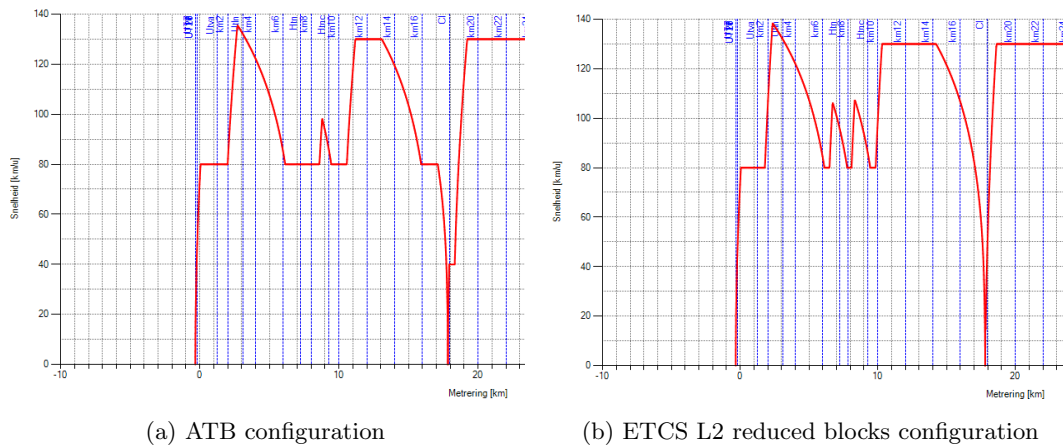 Utva km2 Utln km4 km6 Htn km8 Htnc km10 km12 km14 km16 Cl km20 km22
140
120
100
80
60
40
20
0
Snelheid [km/u]
-10 0 10 20
Metrering [km]
(a) ATB configuration
Utva km2 km4 km6 Htn km8 Htnc km10 km12 km14 km16 Cl km20 km22
140
120
100
80
60
40
20
0
Snelheid [km/u]
-10 0 10 20
Metrering [km]
(b) ETCS L2 reduced blocks configuration